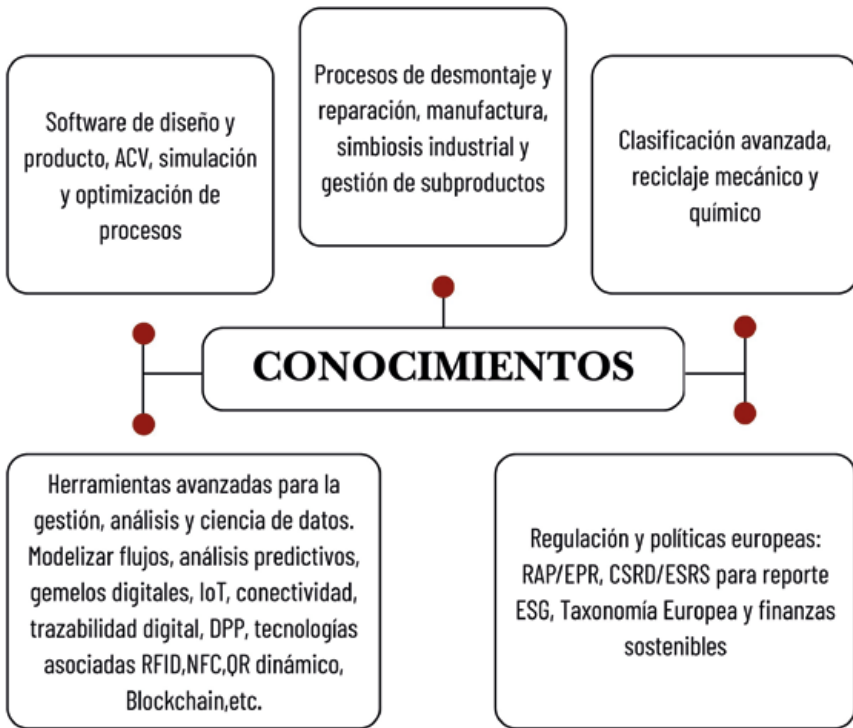 Software de diseño y
producto, ACV, simulación
y optimización de
procesos
Procesos de desmontaje y
reparación, manufactura,
simbiosis industrial y
gestión de subproductos
Clasificación avanzada,
reciclaje mecánico y
químico
CONOCIMIENTOS
Herramientas avanzadas para la
gestión, análisis y ciencia de datos.
Modelizar flujos, análisis predictivos,
gemelos digitales, IoT, conectividad,
trazabilidad digital, DPP, tecnologías
asociadas RFID,NFC,QR dinámico,
Blockchain,etc.
Regulación y políticas europeas:
RAP/EPR, CSRD/ESRS para reporte
ESG, Taxonomía Europea y finanzas
sostenibles